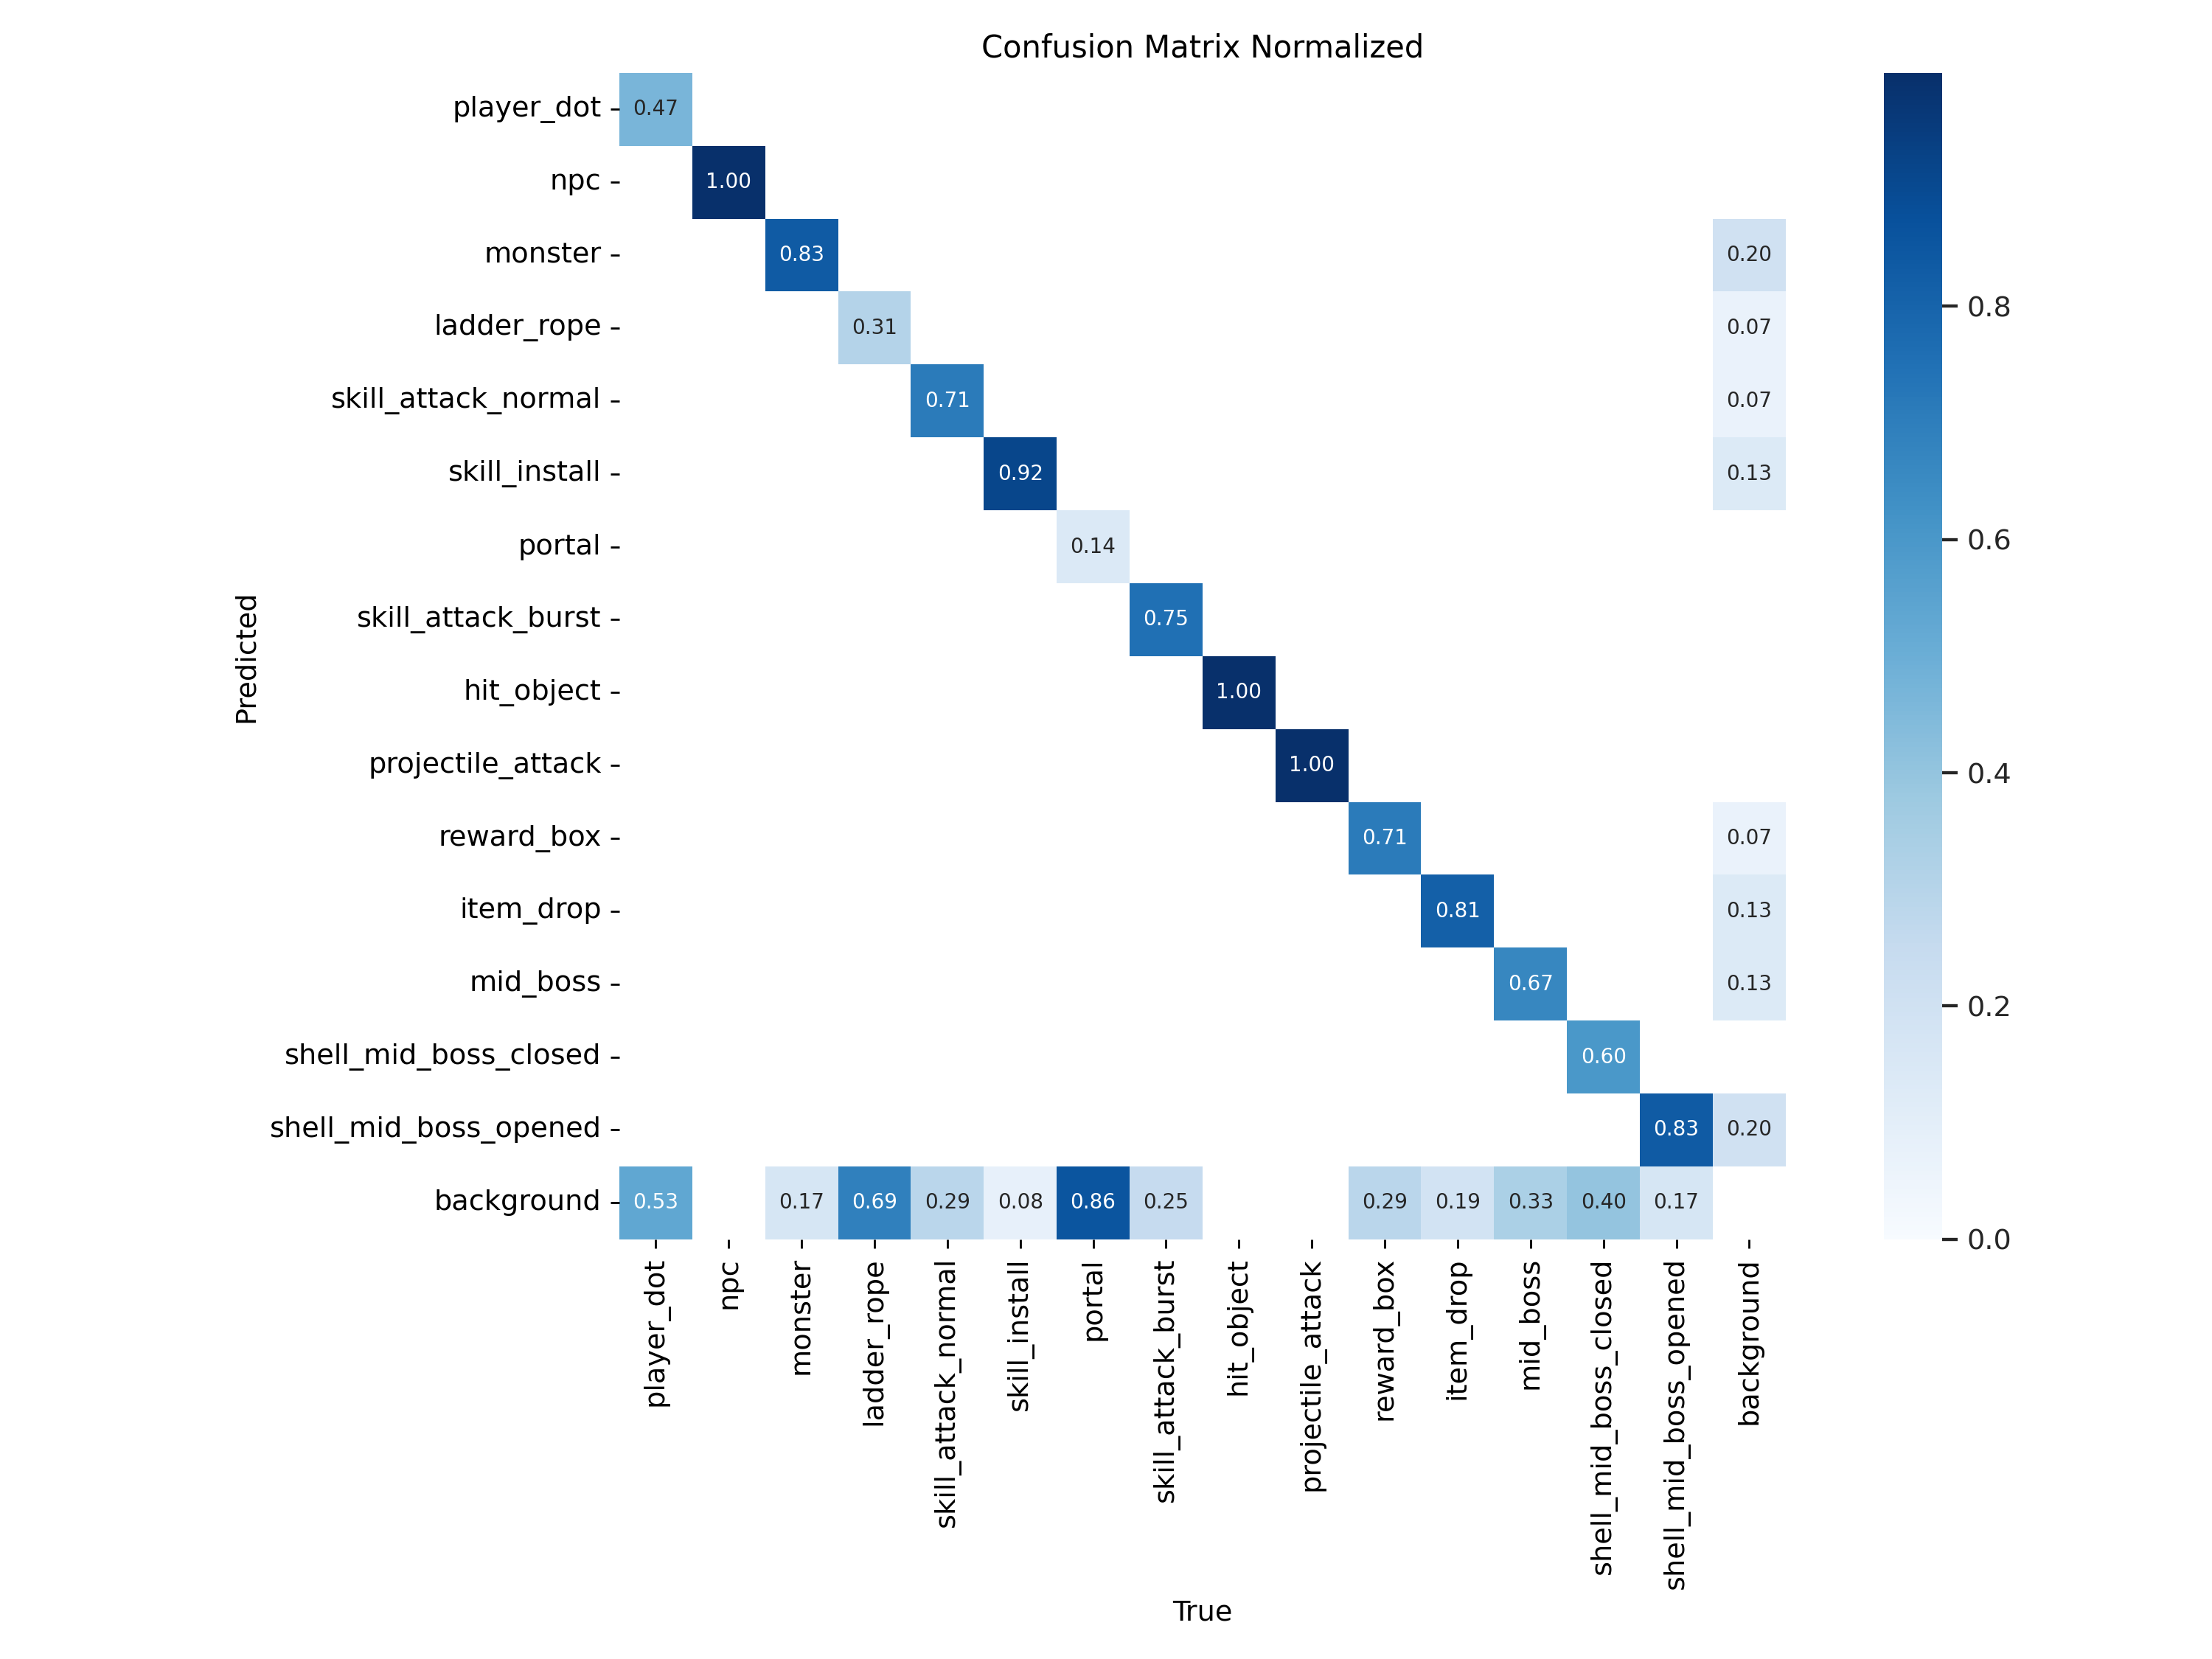 Confusion Matrix Normalized
Predicted
player_dot 0.47
npc 1.00
monster 0.83 0.20
ladder_rope 0.31 0.07
skill_attack_normal 0.71 0.07
skill_install 0.92 0.13
portal 0.14
skill_attack_burst 0.75
hit_object 1.00
projectile_attack 1.00
reward_box 0.71 0.07
item_drop 0.81 0.13
mid_boss 0.67 0.13
shell_mid_boss_closed 0.60
shell_mid_boss_opened 0.83 0.20
background 0.53 0.17 0.69 0.29 0.08 0.86 0.25 0.29 0.19 0.33 0.40 0.17
player_dot
npc
monster
ladder_rope
skill_attack_normal
skill_install
portal
skill_attack_burst
hit_object
projectile_attack
reward_box
item_drop
mid_boss
shell_mid_boss_closed
shell_mid_boss_opened
background
True
0.8
0.6
0.4
0.2
0.0